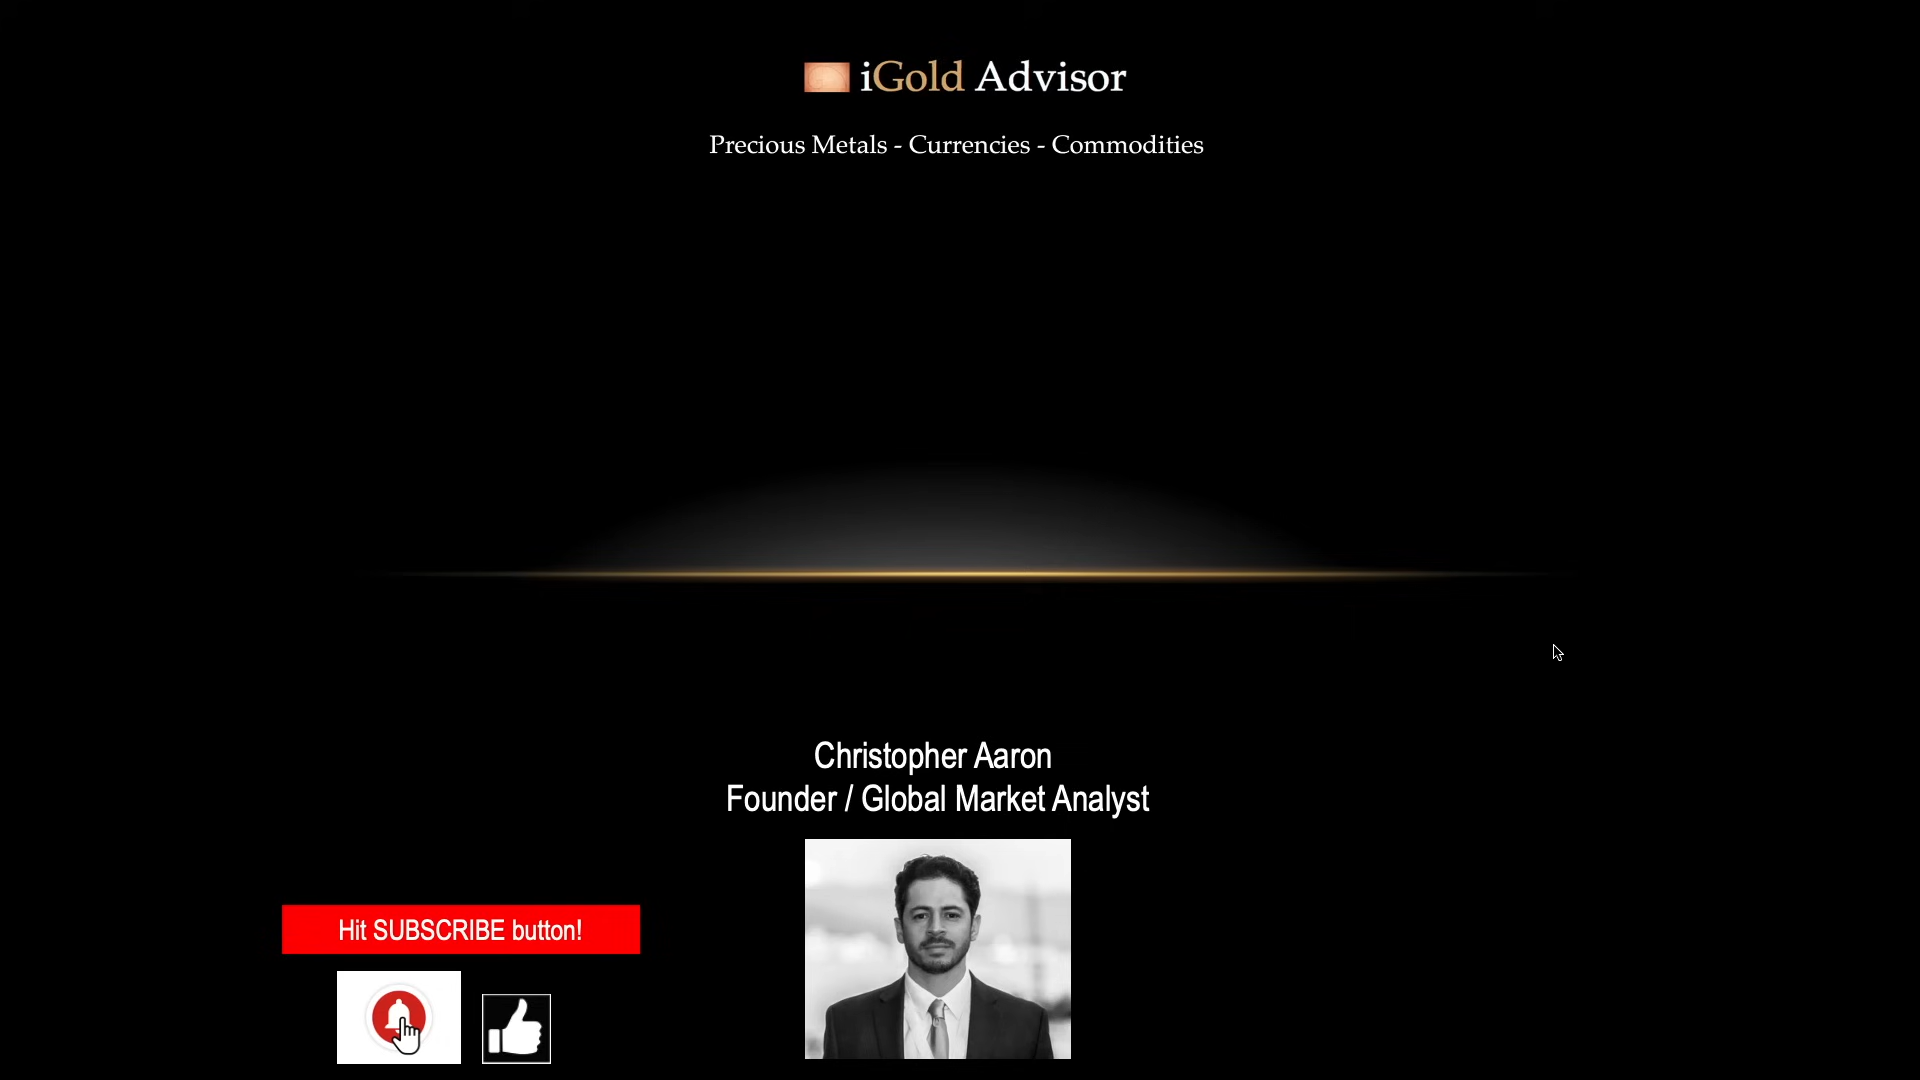 iGold Advisor
Precious Metals - Currencies - Commodities
Christopher Aaron
Founder / Global Market Analyst
Hit SUBSCRIBE button!